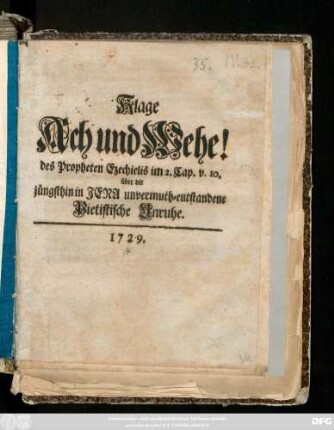 35.
Klage
Ach und Wehe!
des Propheten Ezechielis im 2. Cap. v. 10.
über die
jüngsthin in JENA unvermuth-entstandene
Pietistische Unruhe.
1729.